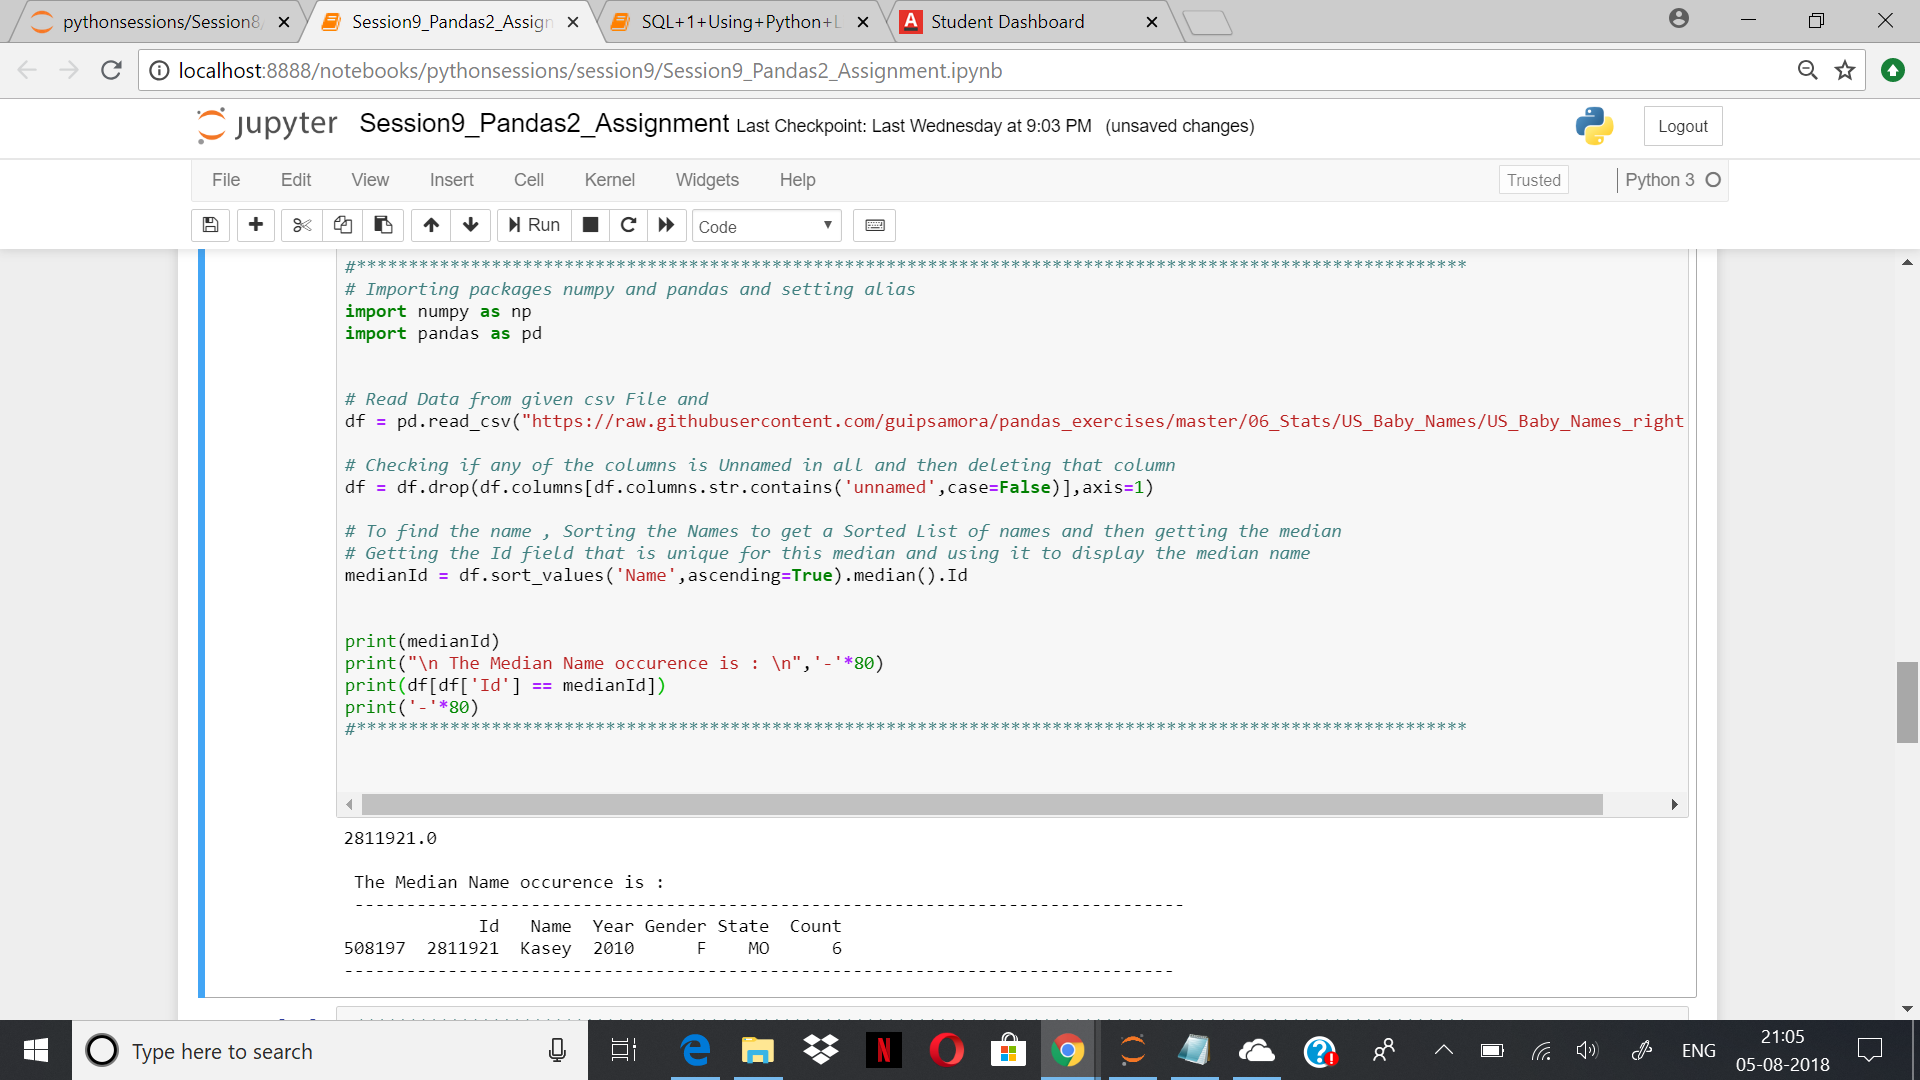 pythonsessions/Session8
Session9_Pandas2_Assign
SQL+1+Using+Python+L
A Student Dashboard
localhost:8888/notebooks/pythonsessions/session9/Session9_Pandas2_Assignment.ipynb
jupyter Session9_Pandas2_Assignment Last Checkpoint: Last Wednesday at 9:03 PM (unsaved changes)
Logout
File Edit View Insert Cell Kernel Widgets Help
Trusted
Python 3
Run
Code
#***********************************************************************************************************
# Importing packages numpy and pandas and setting alias
import numpy as np
import pandas as pd
# Read Data from given csv File and
df = pd.read_csv("https://raw.githubusercontent.com/guipsamora/pandas_exercises/master/06_Stats/US_Baby_Names/US_Baby_Names_right
# Checking if any of the columns is Unnamed in all and then deleting that column
df = df.drop(df.columns[df.columns.str.contains('unnamed',case=False)],axis=1)
# To find the name , Sorting the Names to get a Sorted List of names and then getting the median
# Getting the Id field that is unique for this median and using it to display the median name
medianId = df.sort_values('Name',ascending=True).median().Id
print(medianId)
print("\n The Median Name occurence is : \n",'-'*80)
print(df[df['Id'] == medianId])
print('-'*80)
#***********************************************************************************************************
2811921.0
The Median Name occurence is :
--------------------------------------------------------------------------------
Id Name Year Gender State Count
508197 2811921 Kasey 2010 F MO 6
--------------------------------------------------------------------------------
Type here to search
N
ENG
21:05
05-08-2018